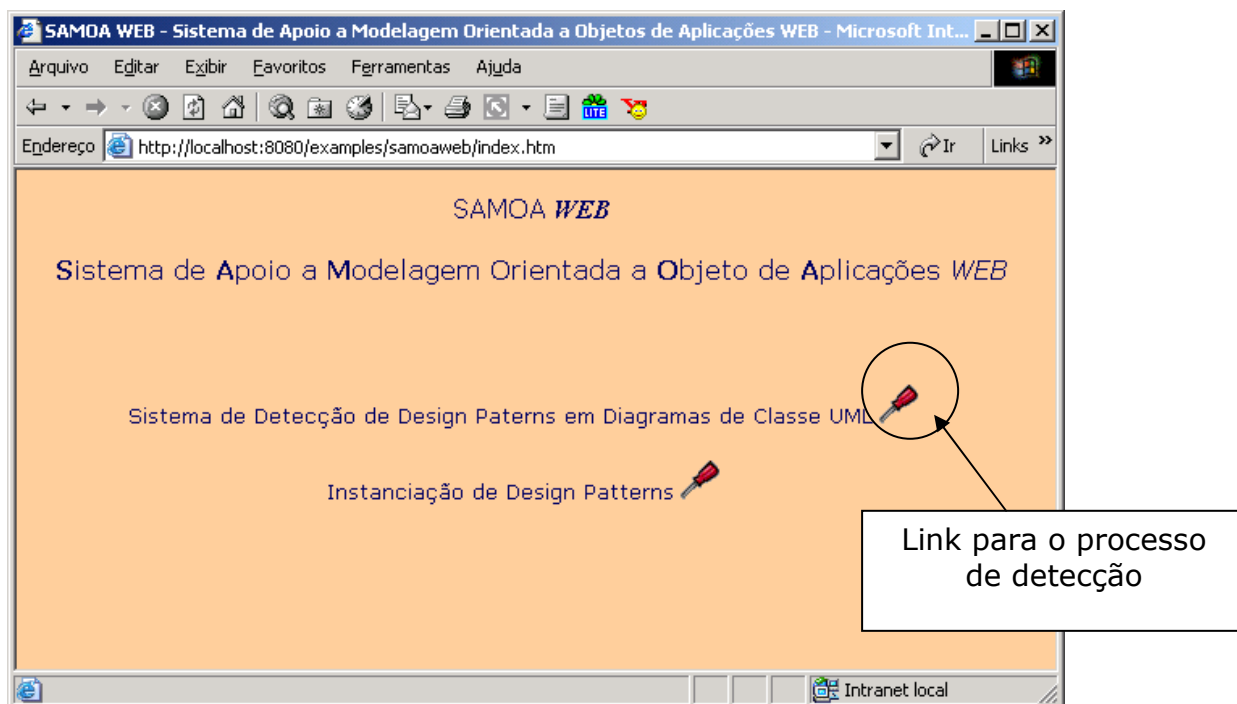 SAMOA WEB - Sistema de Apoio a Modelagem Orientada a Objetos de Aplicações WEB - Microsoft Int...
Arquivo Editar Exibir Favoritos Ferramentas Ajuda
LITE
Endereço http://localhost:8080/examples/samoaweb/index.htm Ir Links »
SAMOA WEB
Sistema de Apoio a Modelagem Orientada a Objeto de Aplicações WEB
Sistema de Detecção de Design Paterns em Diagramas de Classe UML
Instanciação de Design Patterns
Link para o processo
de detecção
Intranet local